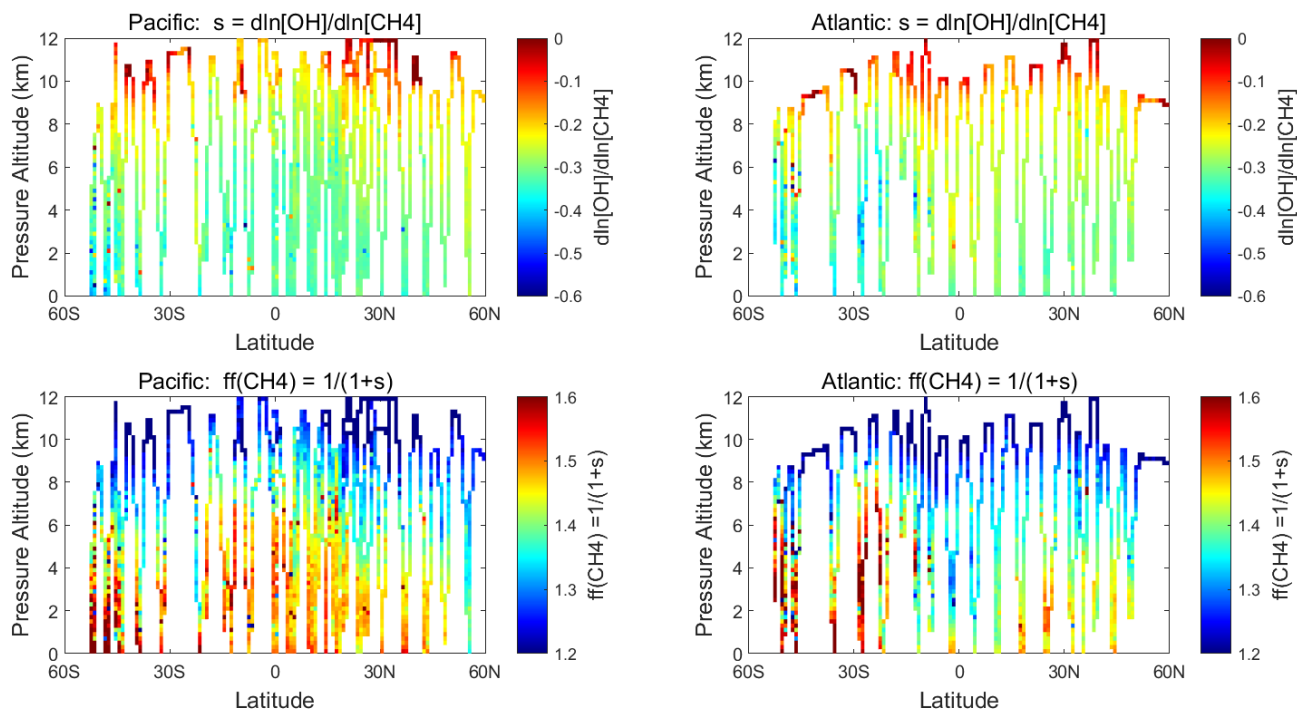 Pacific:  s = dln[OH]/dln[CH4]
12
10
8
6
4
2
0
Pressure Altitude (km)
60S
30S
0
30N
60N
Latitude
0
-0.1
-0.2
-0.3
-0.4
-0.5
-0.6
dln[OH]/dln[CH4]
Atlantic: s = dln[OH]/dln[CH4]
12
10
8
6
4
2
0
Pressure Altitude (km)
60S
30S
0
30N
60N
Latitude
0
-0.1
-0.2
-0.3
-0.4
-0.5
-0.6
dln[OH]/dln[CH4]
Pacific:  ff(CH4) = 1/(1+s)
12
10
8
6
4
2
0
Pressure Altitude (km)
60S
30S
0
30N
60N
Latitude
1.6
1.5
1.4
1.3
1.2
ff(CH4) =1/(1+s)
Atlantic: ff(CH4) = 1/(1+s)
12
10
8
6
4
2
0
Pressure Altitude (km)
60S
30S
0
30N
60N
Latitude
1.6
1.5
1.4
1.3
1.2
ff(CH4) =1/(1+s)